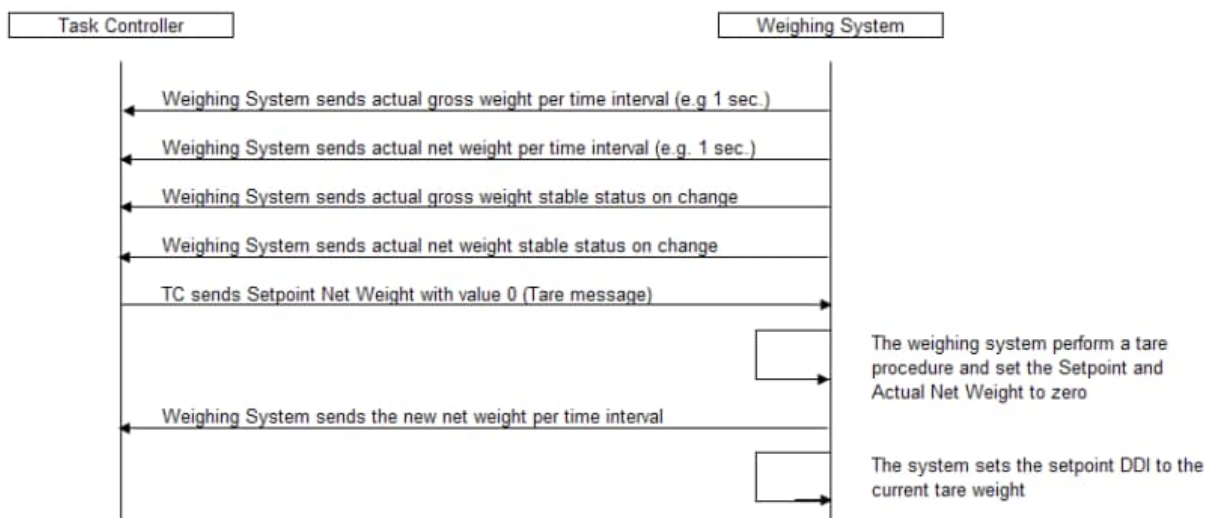 Task Controller
Weighing System
Weighing System sends actual gross weight per time interval (e.g 1 sec.)
Weighing System sends actual net weight per time interval (e.g. 1 sec.)
Weighing System sends actual gross weight stable status on change
Weighing System sends actual net weight stable status on change
TC sends Setpoint Net Weight with value 0 (Tare message)
The weighing system perform a tare
procedure and set the Setpoint and
Actual Net Weight to zero
Weighing System sends the new net weight per time interval
The system sets the setpoint DDI to the
current tare weight